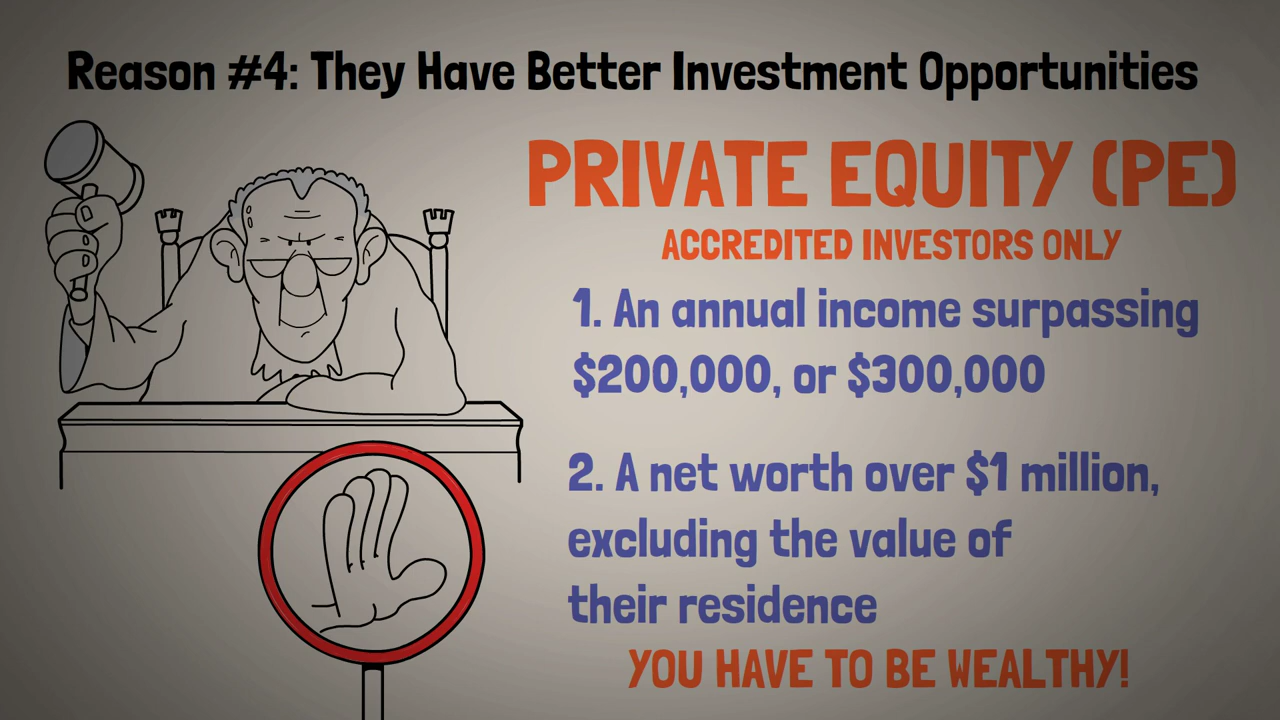 Reason #4: They Have Better Investment Opportunities
PRIVATE EQUITY (PE)
ACCREDITED INVESTORS ONLY
1. An annual income surpassing
$200,000, or $300,000
2. A net worth over $1 million,
excluding the value of
their residence
YOU HAVE TO BE WEALTHY!